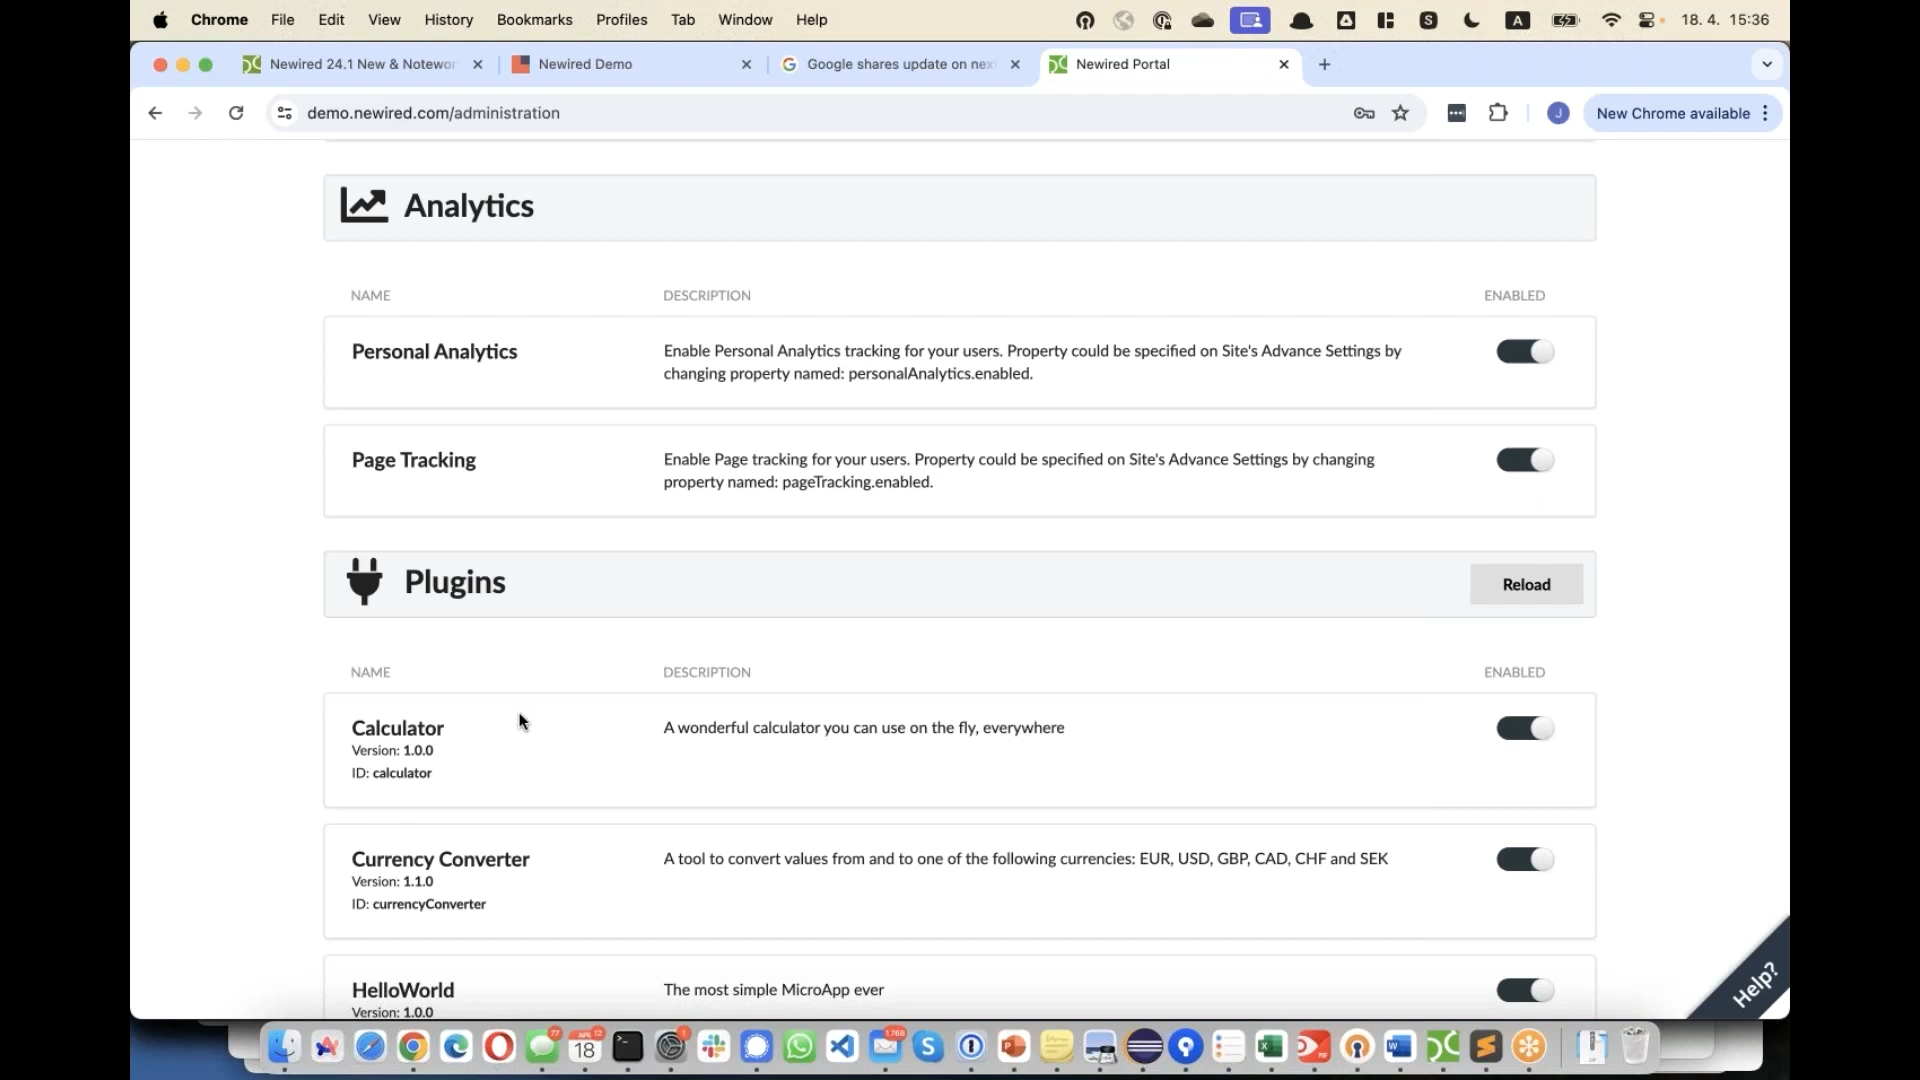 Chrome File Edit View History Bookmarks Profiles Tab Window Help
S
A
18. 4. 15:36
Newired 24.1 New & Notewor
Newired Demo
Google shares update on nex
Newired Portal
demo.newired.com/administration
J
New Chrome available
Analytics
NAME DESCRIPTION ENABLED
Personal Analytics
Enable Personal Analytics tracking for your users. Property could be specified on Site's Advance Settings by
changing property named: personalAnalytics.enabled.
Page Tracking
Enable Page tracking for your users. Property could be specified on Site's Advance Settings by changing
property named: pageTracking.enabled.
Plugins
Reload
NAME DESCRIPTION ENABLED
Calculator
Version: 1.0.0
ID: calculator
A wonderful calculator you can use on the fly, everywhere
Currency Converter
Version: 1.1.0
ID: currencyConverter
A tool to convert values from and to one of the following currencies: EUR, USD, GBP, CAD, CHF and SEK
HelloWorld
Version: 1.0.0
The most simple MicroApp ever
Help?
77
12
18
1
1768